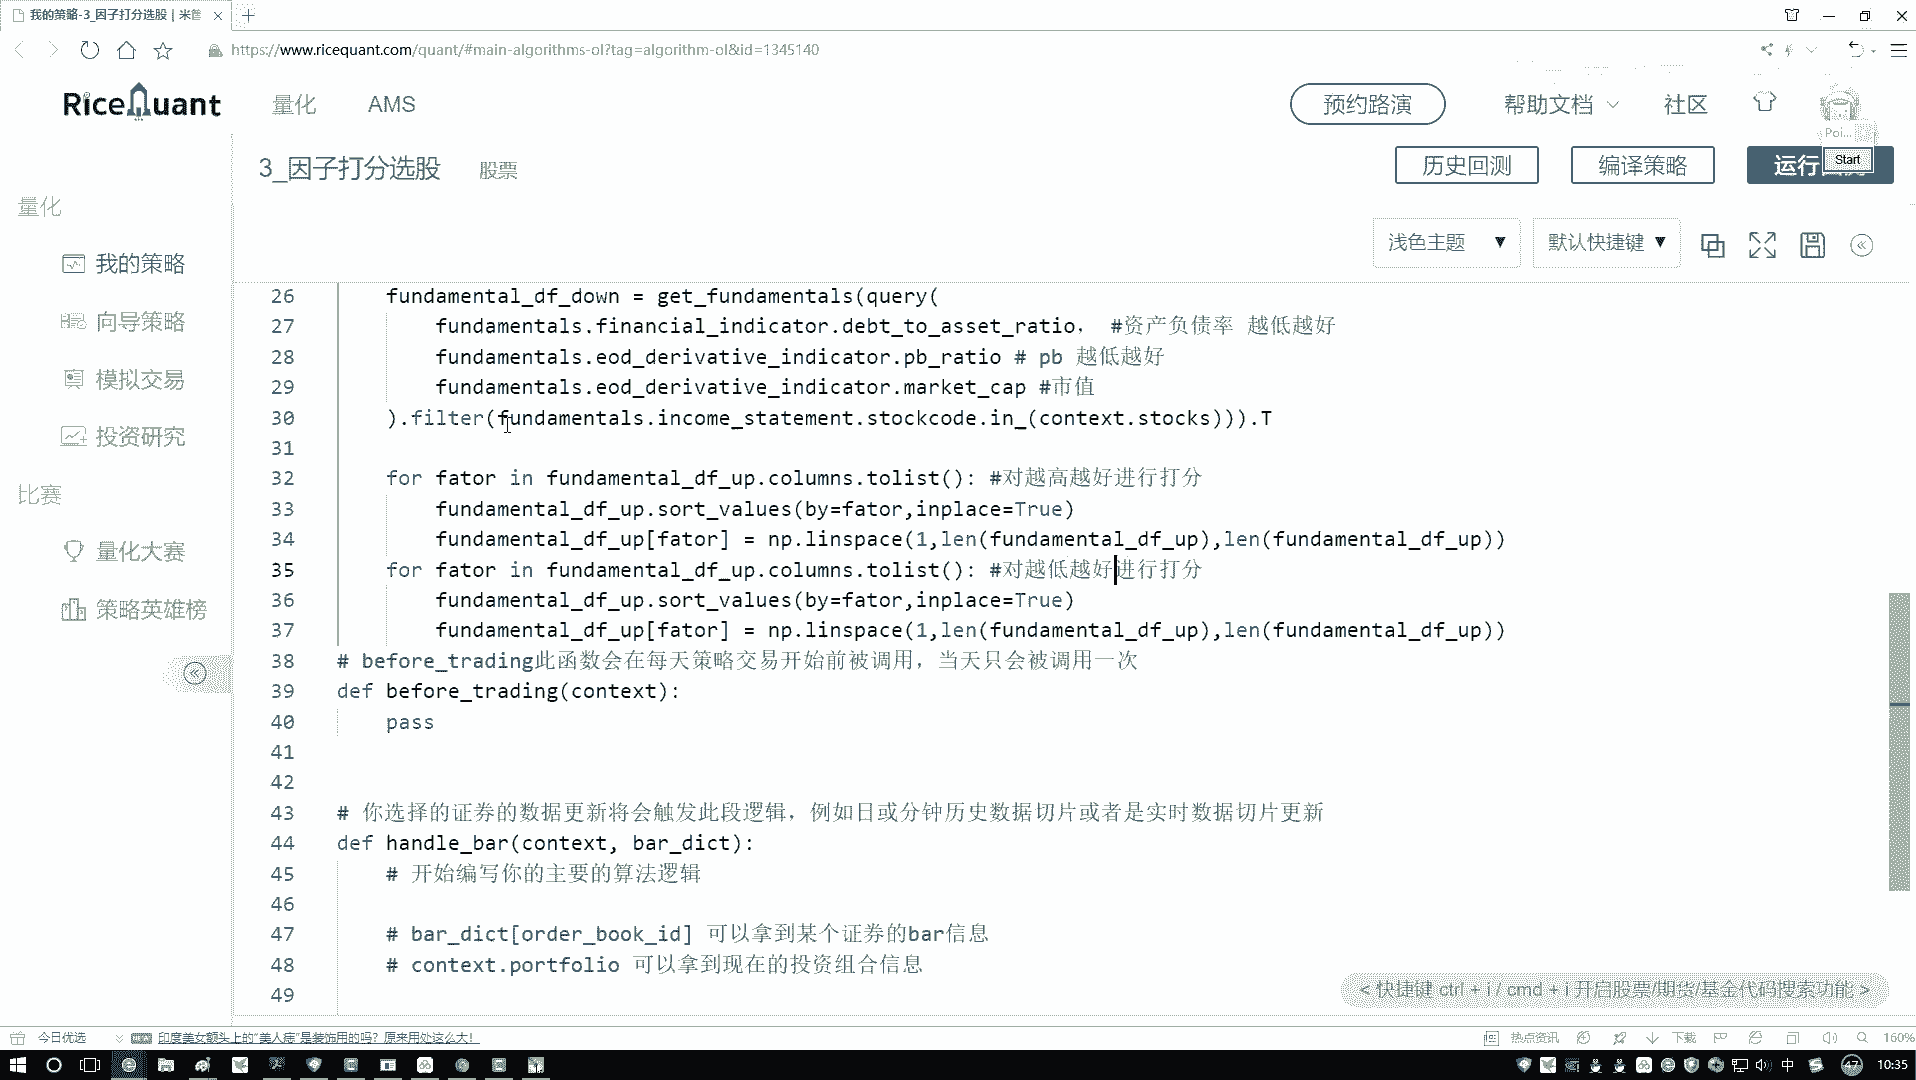 我的策略-3_因子打分选股 | 米筐
https://www.ricequant.com/quant/#main-algorithms-ol?tag=algorithm-ol&id=1345140
RiceQuant
量化
AMS
预约路演
帮助文档
社区
Poi...
3_因子打分选股
股票
历史回测
编译策略
运行
Start
量化
我的策略
向导策略
模拟交易
投资研究
比赛
量化大赛
策略英雄榜
浅色主题
默认快捷键
26 fundamental_df_down = get_fundamentals(query(
27 fundamentals.financial_indicator.debt_to_asset_ratio, #资产负债率 越低越好
28 fundamentals.eod_derivative_indicator.pb_ratio # pb 越低越好
29 fundamentals.eod_derivative_indicator.market_cap #市值
30 ).filter(fundamentals.income_statement.stockcode.in_(context.stocks))).T
31
32 for fator in fundamental_df_up.columns.tolist(): #对越高越好进行打分
33 fundamental_df_up.sort_values(by=fator,inplace=True)
34 fundamental_df_up[fator] = np.linspace(1,len(fundamental_df_up),len(fundamental_df_up))
35 for fator in fundamental_df_up.columns.tolist(): #对越低越好进行打分
36 fundamental_df_up.sort_values(by=fator,inplace=True)
37 fundamental_df_up[fator] = np.linspace(1,len(fundamental_df_up),len(fundamental_df_up))
38 # before_trading此函数会在每天策略交易开始前被调用，当天只会被调用一次
39 def before_trading(context):
40 pass
41
42
43 # 你选择的证券的数据更新将会触发此段逻辑，例如日或分钟历史数据切片或者是实时数据切片更新
44 def handle_bar(context, bar_dict):
45 # 开始编写你的主要的算法逻辑
46
47 # bar_dict[order_book_id] 可以拿到某个证券的bar信息
48 # context.portfolio 可以拿到现在的投资组合信息
49
< 快捷键 ctrl + i / cmd + i 开启股票/期货/基金代码搜索功能 >
今日优选
印度美女额头上的“美人痣”是装饰用的吗？原来用处这么大！
热点资讯
下载
160%
中
47
10:35